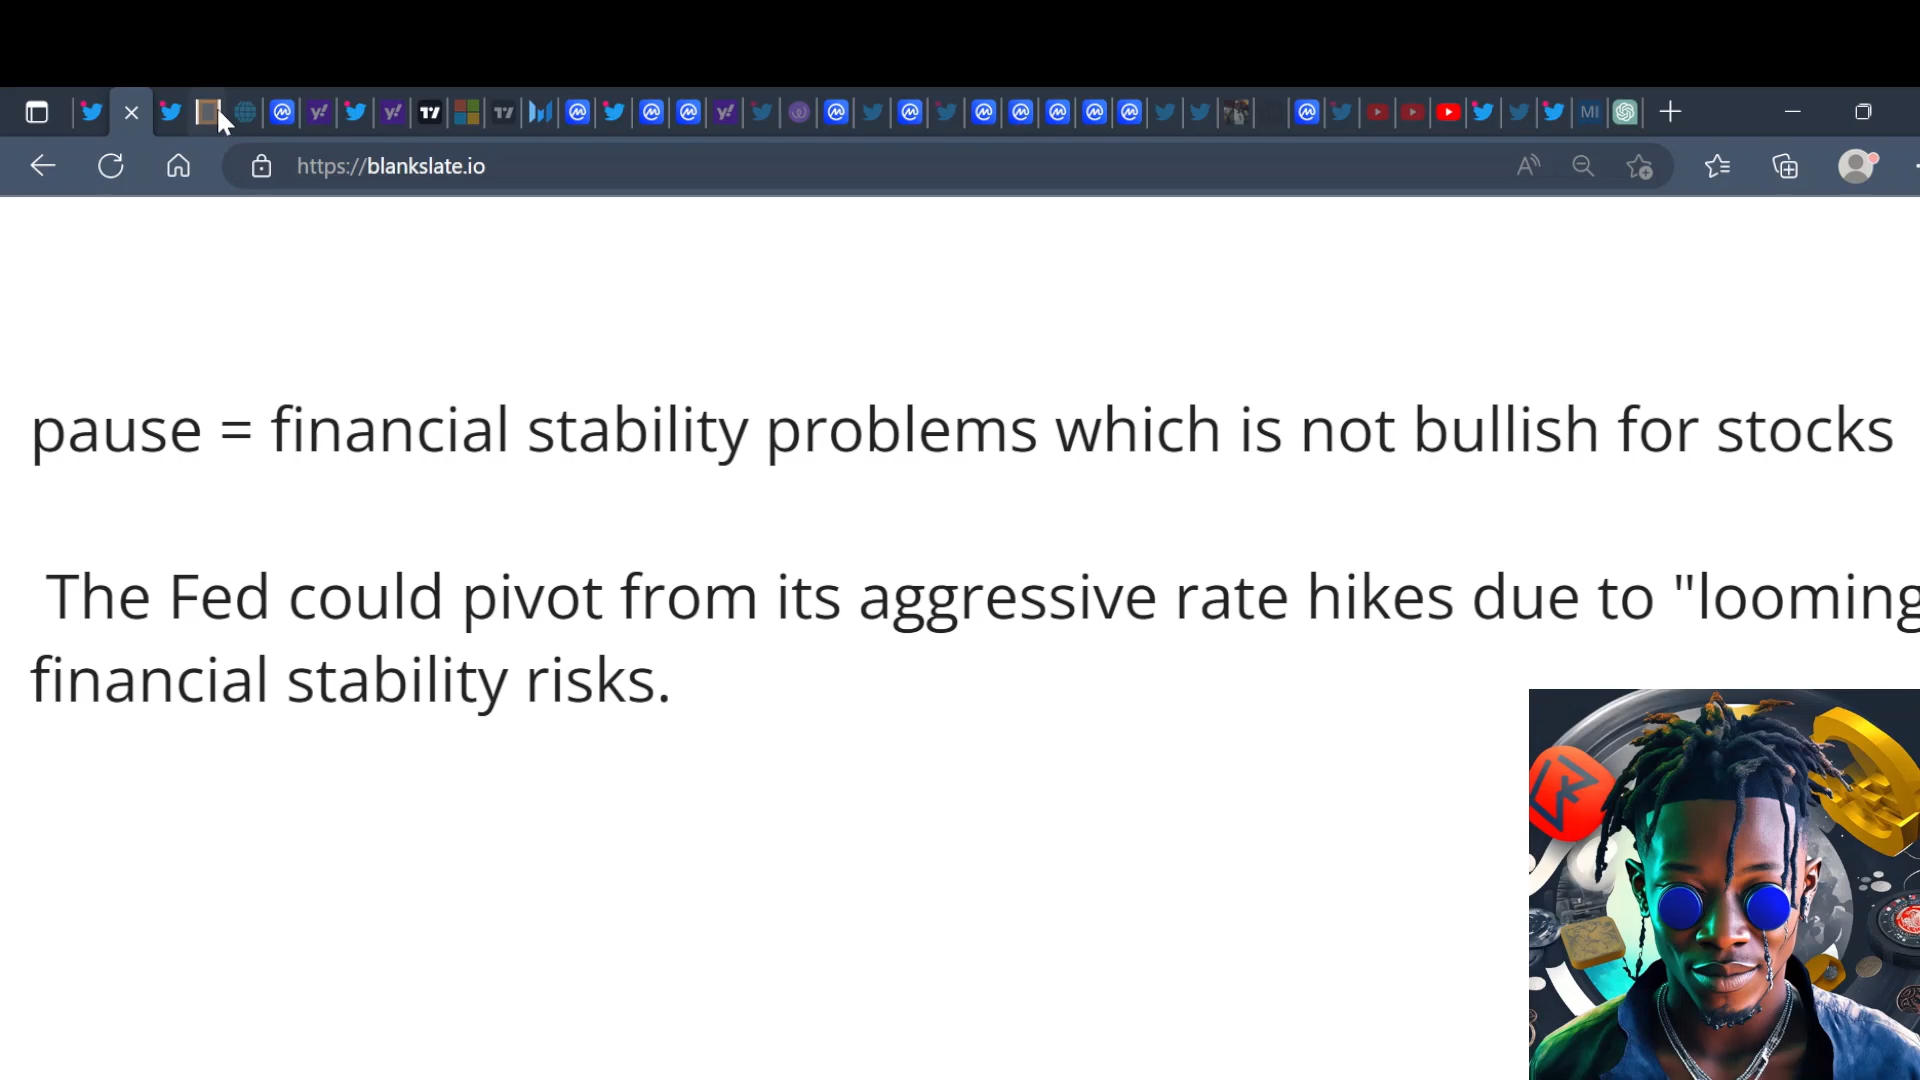 https://blankslate.io
pause = financial stability problems which is not bullish for stocks
The Fed could pivot from its aggressive rate hikes due to "looming
financial stability risks.